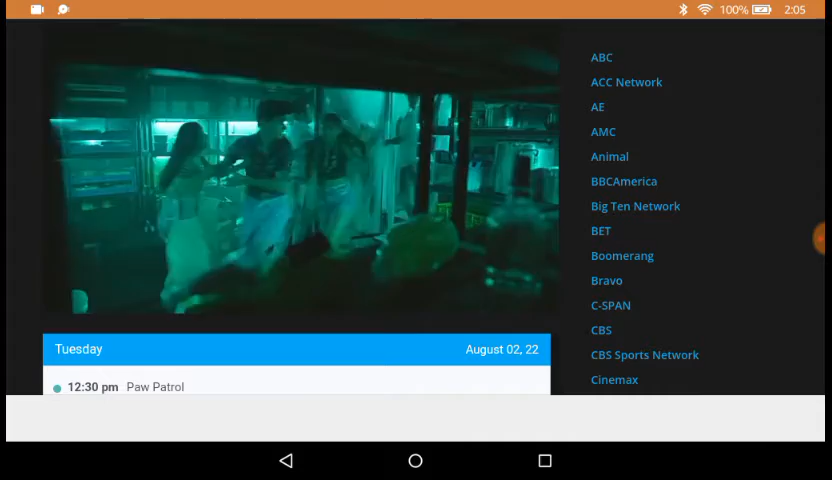 100% 2:05
ABC
ACC Network
AE
AMC
Animal
BBCAmerica
Big Ten Network
BET
Boomerang
Bravo
C-SPAN
CBS
CBS Sports Network
Cinemax
Tuesday August 02, 22
12:30 pm Paw Patrol